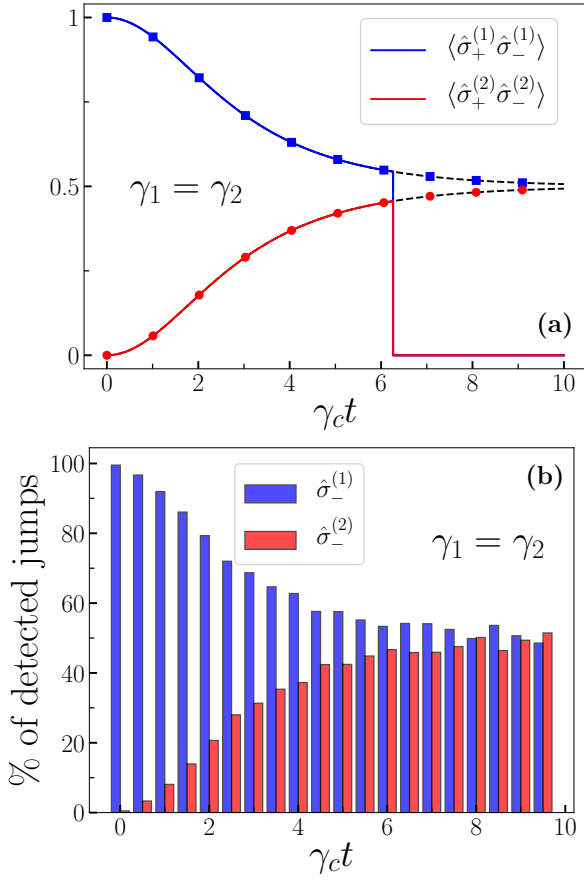 1
0.5
0
⟨σ̂₊⁽¹⁾σ̂₋⁽¹⁾⟩
⟨σ̂₊⁽²⁾σ̂₋⁽²⁾⟩
γ₁ = γ₂
(a)
0 2 4 6 8 10
γ_c t
% of detected jumps
100
80
60
40
20
0
σ̂₋⁽¹⁾
σ̂₋⁽²⁾
(b)
γ₁ = γ₂
0 2 4 6 8 10
γ_c t